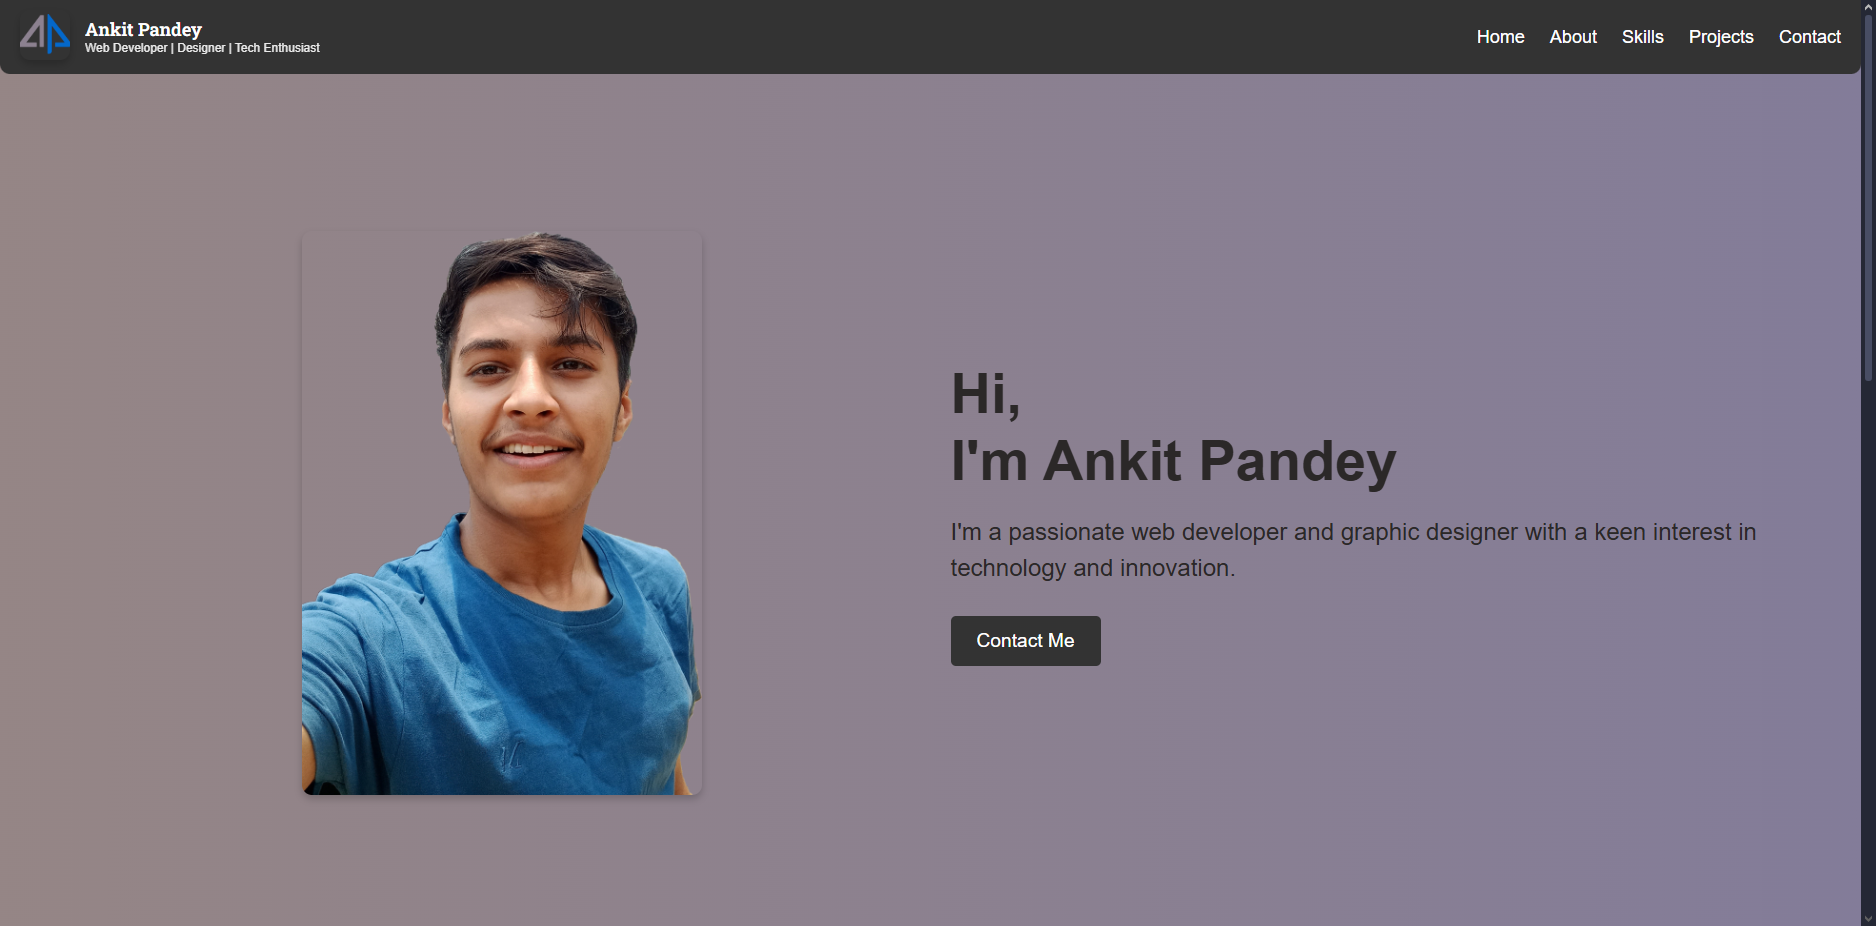 Ankit Pandey
Web Developer | Designer | Tech Enthusiast
Home About Skills Projects Contact
Hi,
I'm Ankit Pandey
I'm a passionate web developer and graphic designer with a keen interest in
technology and innovation.
Contact Me